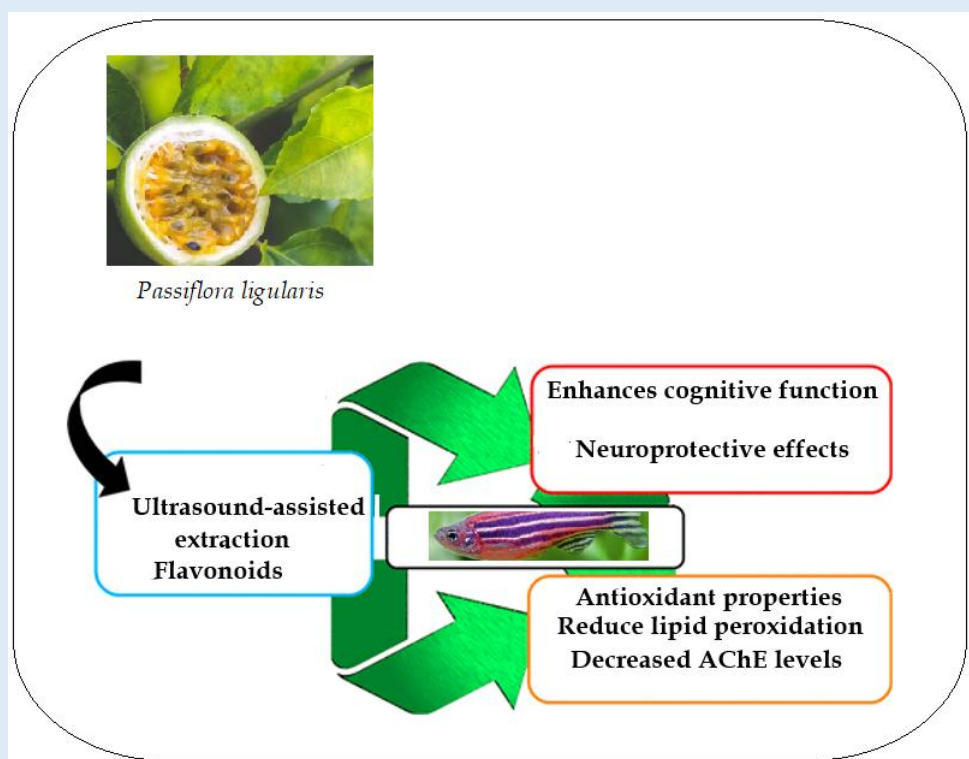 Passiflora ligularis
Ultrasound-assisted
extraction
Flavonoids
Enhances cognitive function
Neuroprotective effects
Antioxidant properties
Reduce lipid peroxidation
Decreased AChE levels